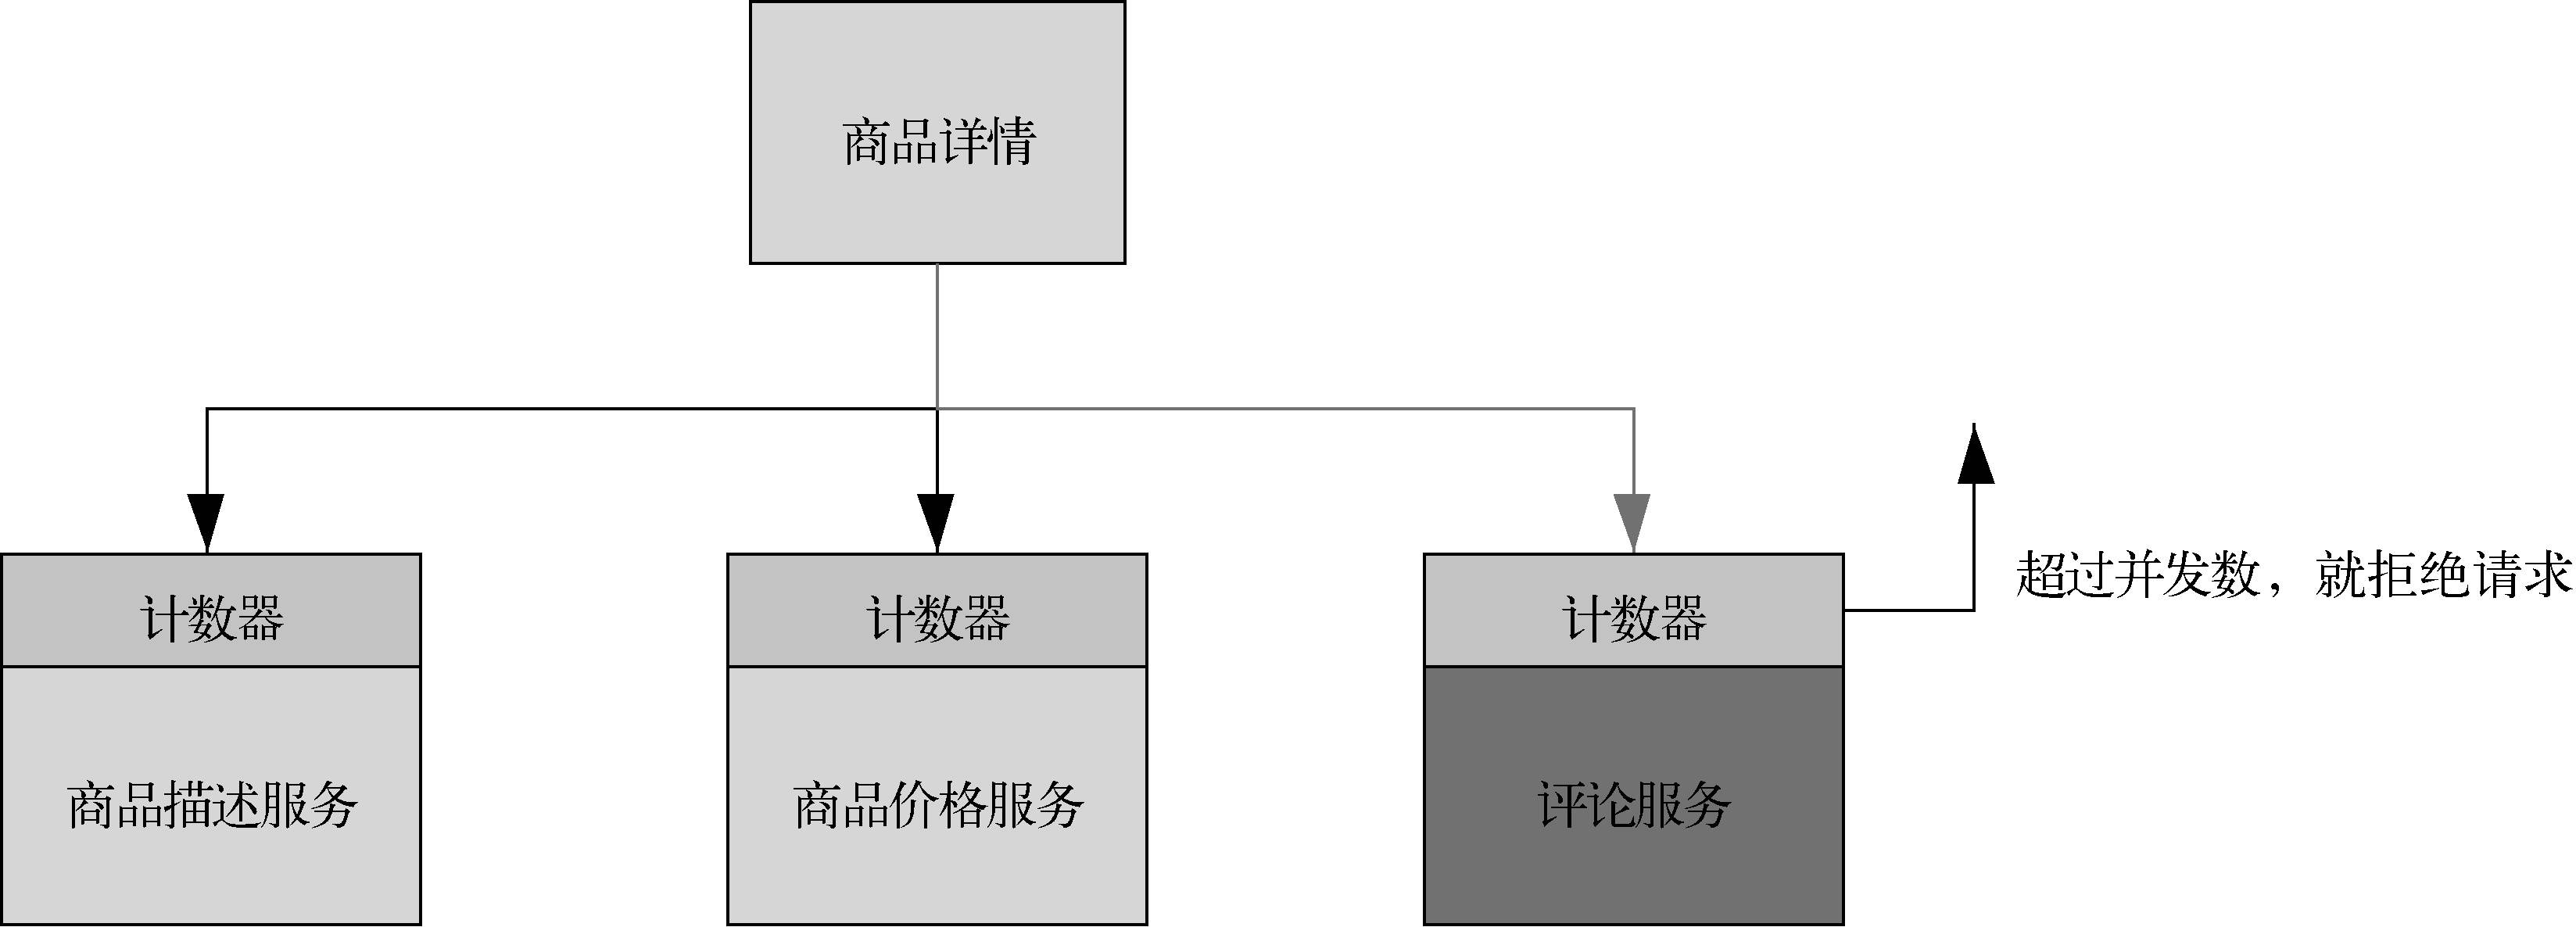 商品详情
超过并发数，就拒绝请求
计数器
计数器
计数器
商品描述服务
商品价格服务
评论服务